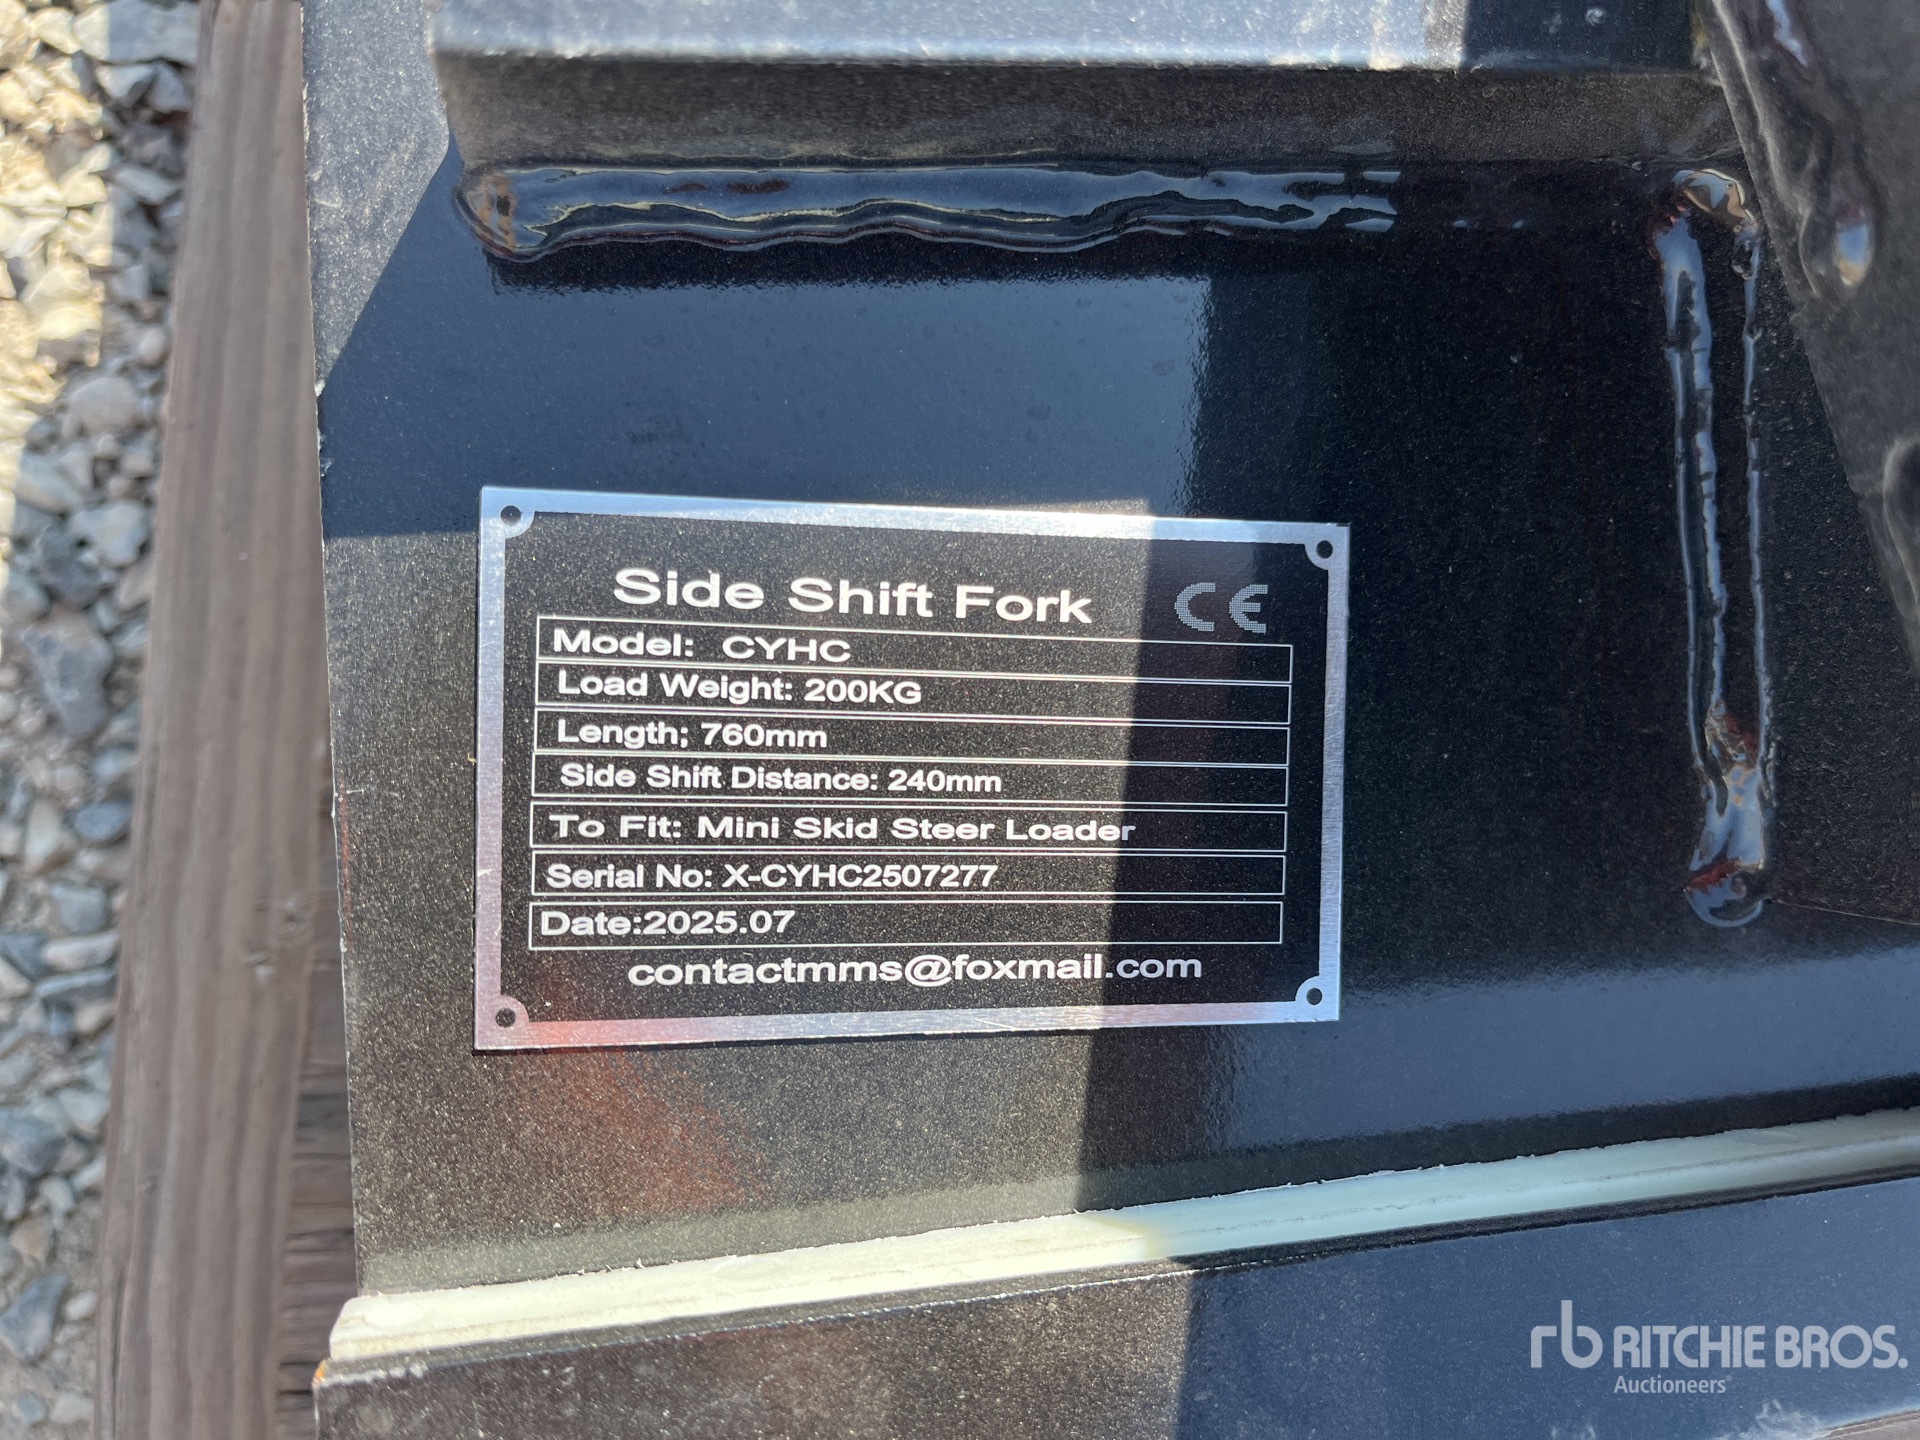 Side Shift Fork CE
Model: CYHC
Load Weight: 200KG
Length; 760mm
Side Shift Distance: 240mm
To Fit: Mini Skid Steer Loader
Serial No: X-CYHC2507277
Date:2025.07
contactmms@foxmail.com
rb RITCHIE BROS.
Auctioneers